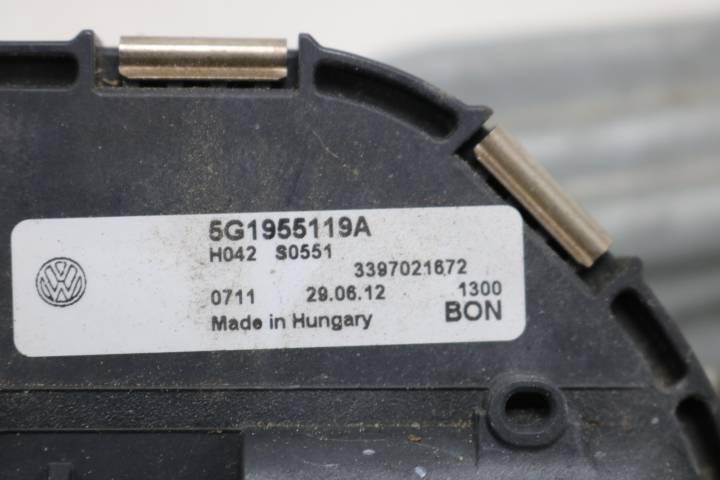 5G1955119A
H042 S0551
3397021672
0711 29.06.12 1300
Made in Hungary BON